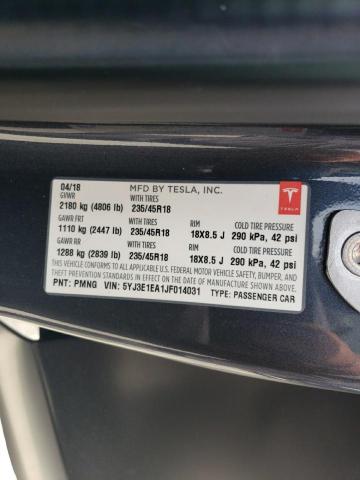 04/18 MFD BY TESLA, INC.
GVWR WITH TIRES
2180 kg (4806 lb) 235/45R18
GAWR FRT WITH TIRES RIM COLD TIRE PRESSURE
1110 kg (2447 lb) 235/45R18 18X8.5 J 290 kPa, 42 psi
GAWR RR WITH TIRES RIM COLD TIRE PRESSURE
1288 kg (2839 lb) 235/45R18 18X8.5 J 290 kPa, 42 psi
THIS VEHICLE CONFORMS TO ALL APPLICABLE FEDERAL MOTOR VEHICLE SAFETY, BUMPER, AND
THEFT PREVENTION STANDARDS IN EFFECT ON THE DATE OF MANUFACTURE SHOWN ABOVE.
PNT: PMNG VIN: 5YJ3E1EA1JF014031 TYPE: PASSENGER CAR
TESLA